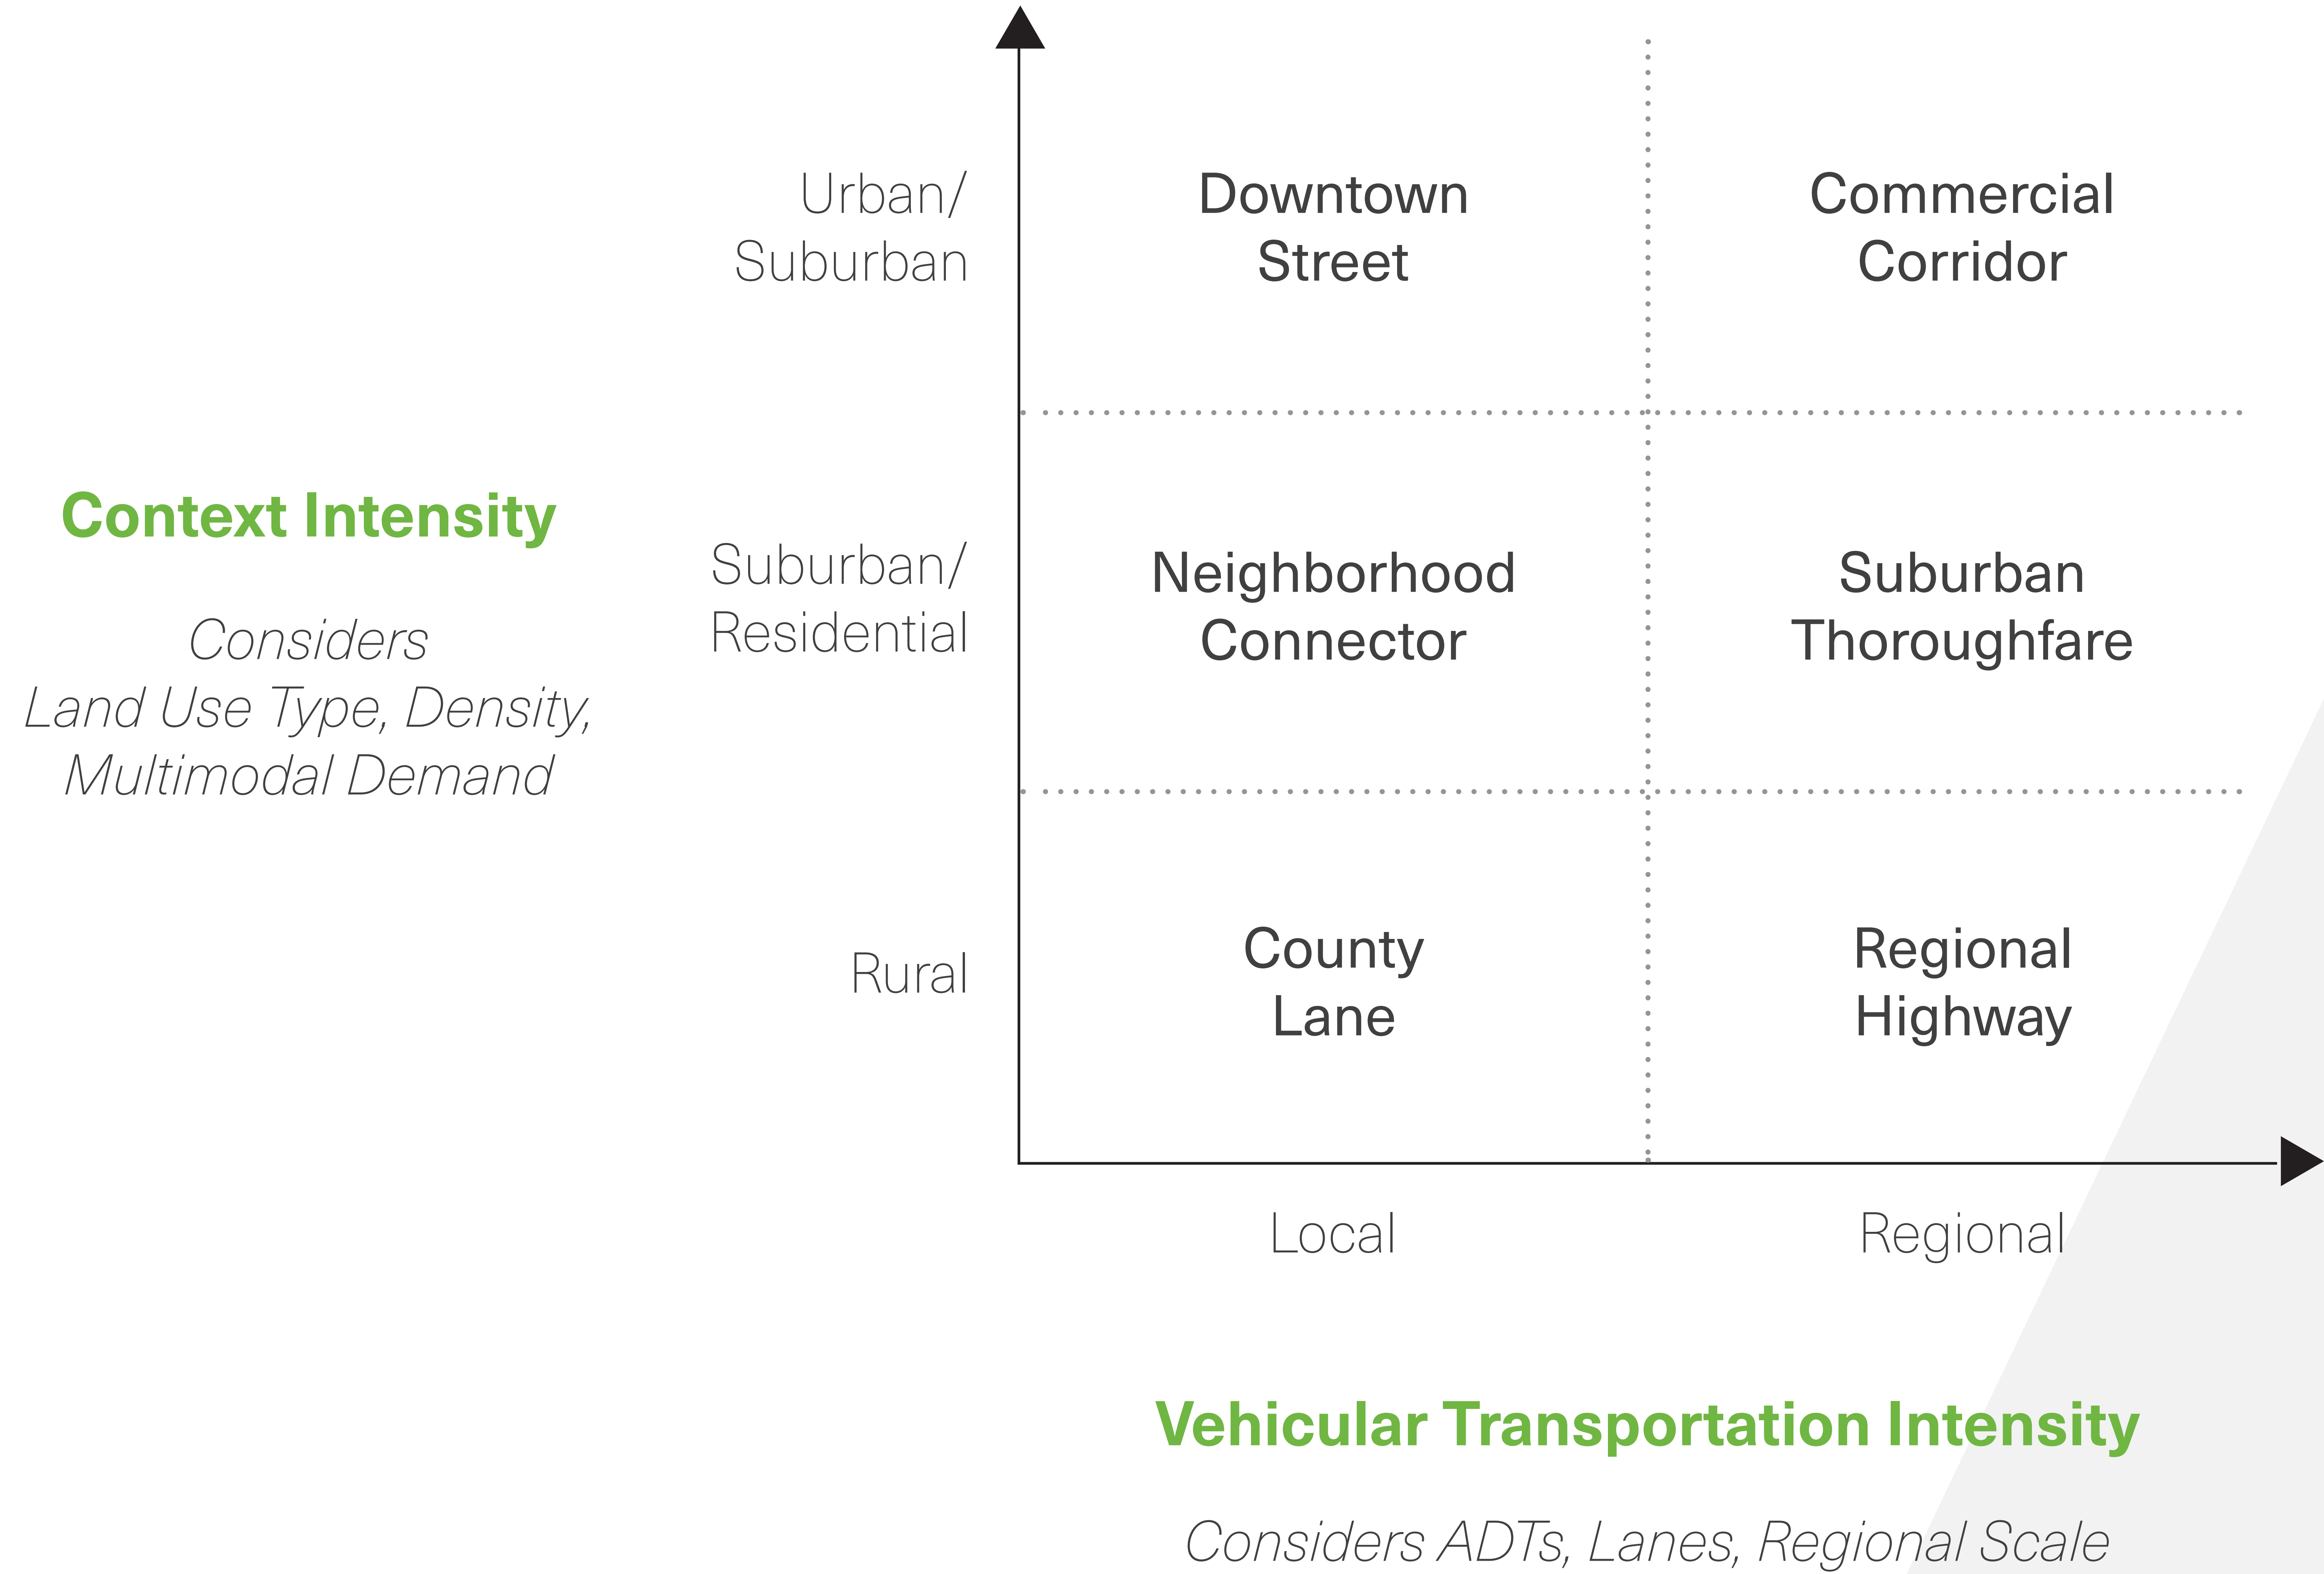 Urban/
Suburban
Downtown
Street
Commercial
Corridor
Context Intensity
Considers
Land Use Type, Density,
Multimodal Demand
Suburban/
Residential
Neighborhood
Connector
Suburban
Thoroughfare
Rural
County
Lane
Regional
Highway
Local
Regional
Vehicular Transportation Intensity
Considers ADTs, Lanes, Regional Scale